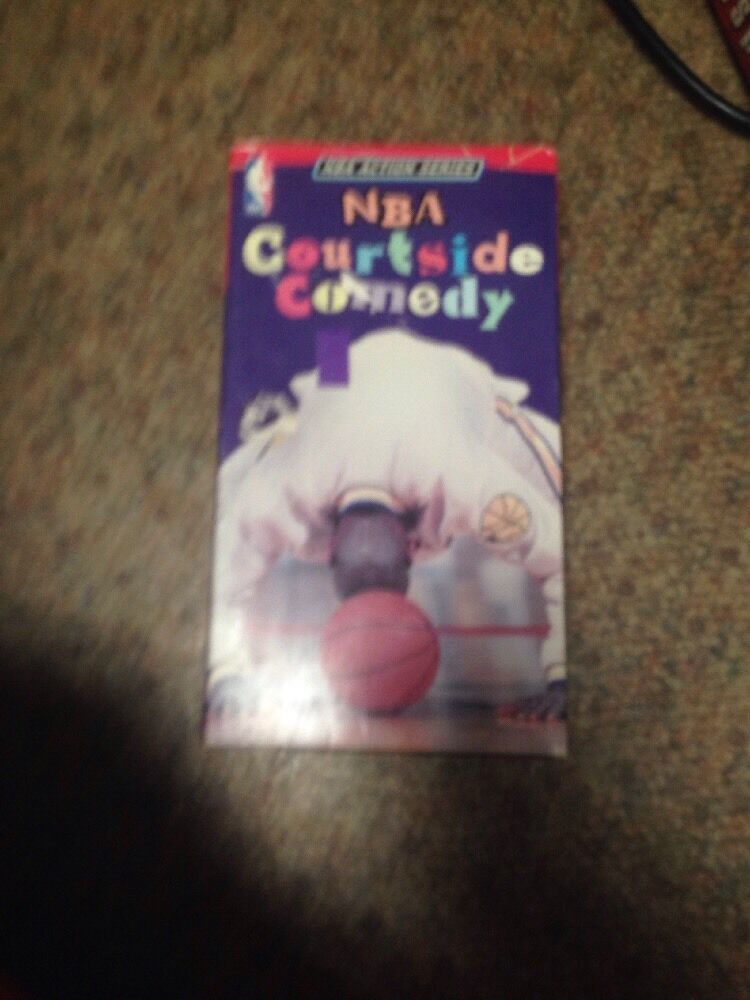 NBA ACTION SERIES
NBA
Courtside
Comedy